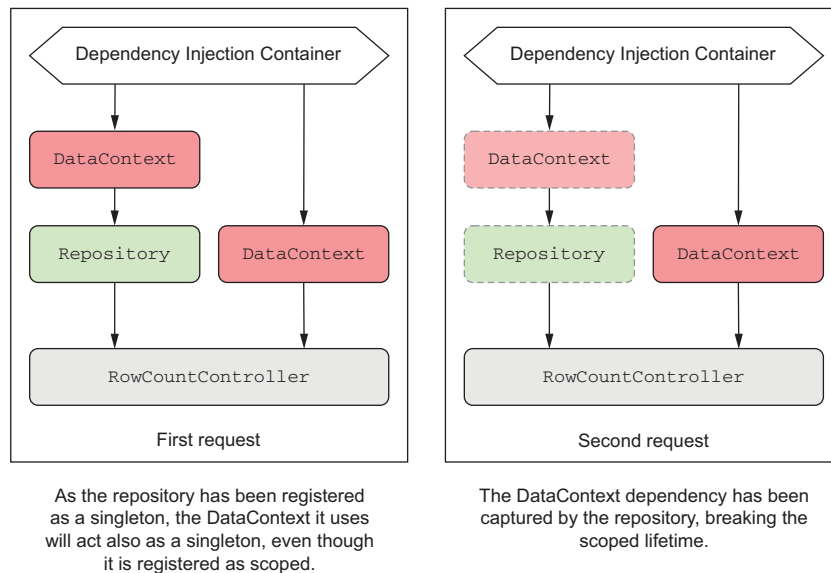 Dependency Injection Container
DataContext
Repository
DataContext
RowCountController
First request
As the repository has been registered
as a singleton, the DataContext it uses
will act also as a singleton, even though
it is registered as scoped.
Dependency Injection Container
DataContext
Repository
DataContext
RowCountController
Second request
The DataContext dependency has been
captured by the repository, breaking the
scoped lifetime.